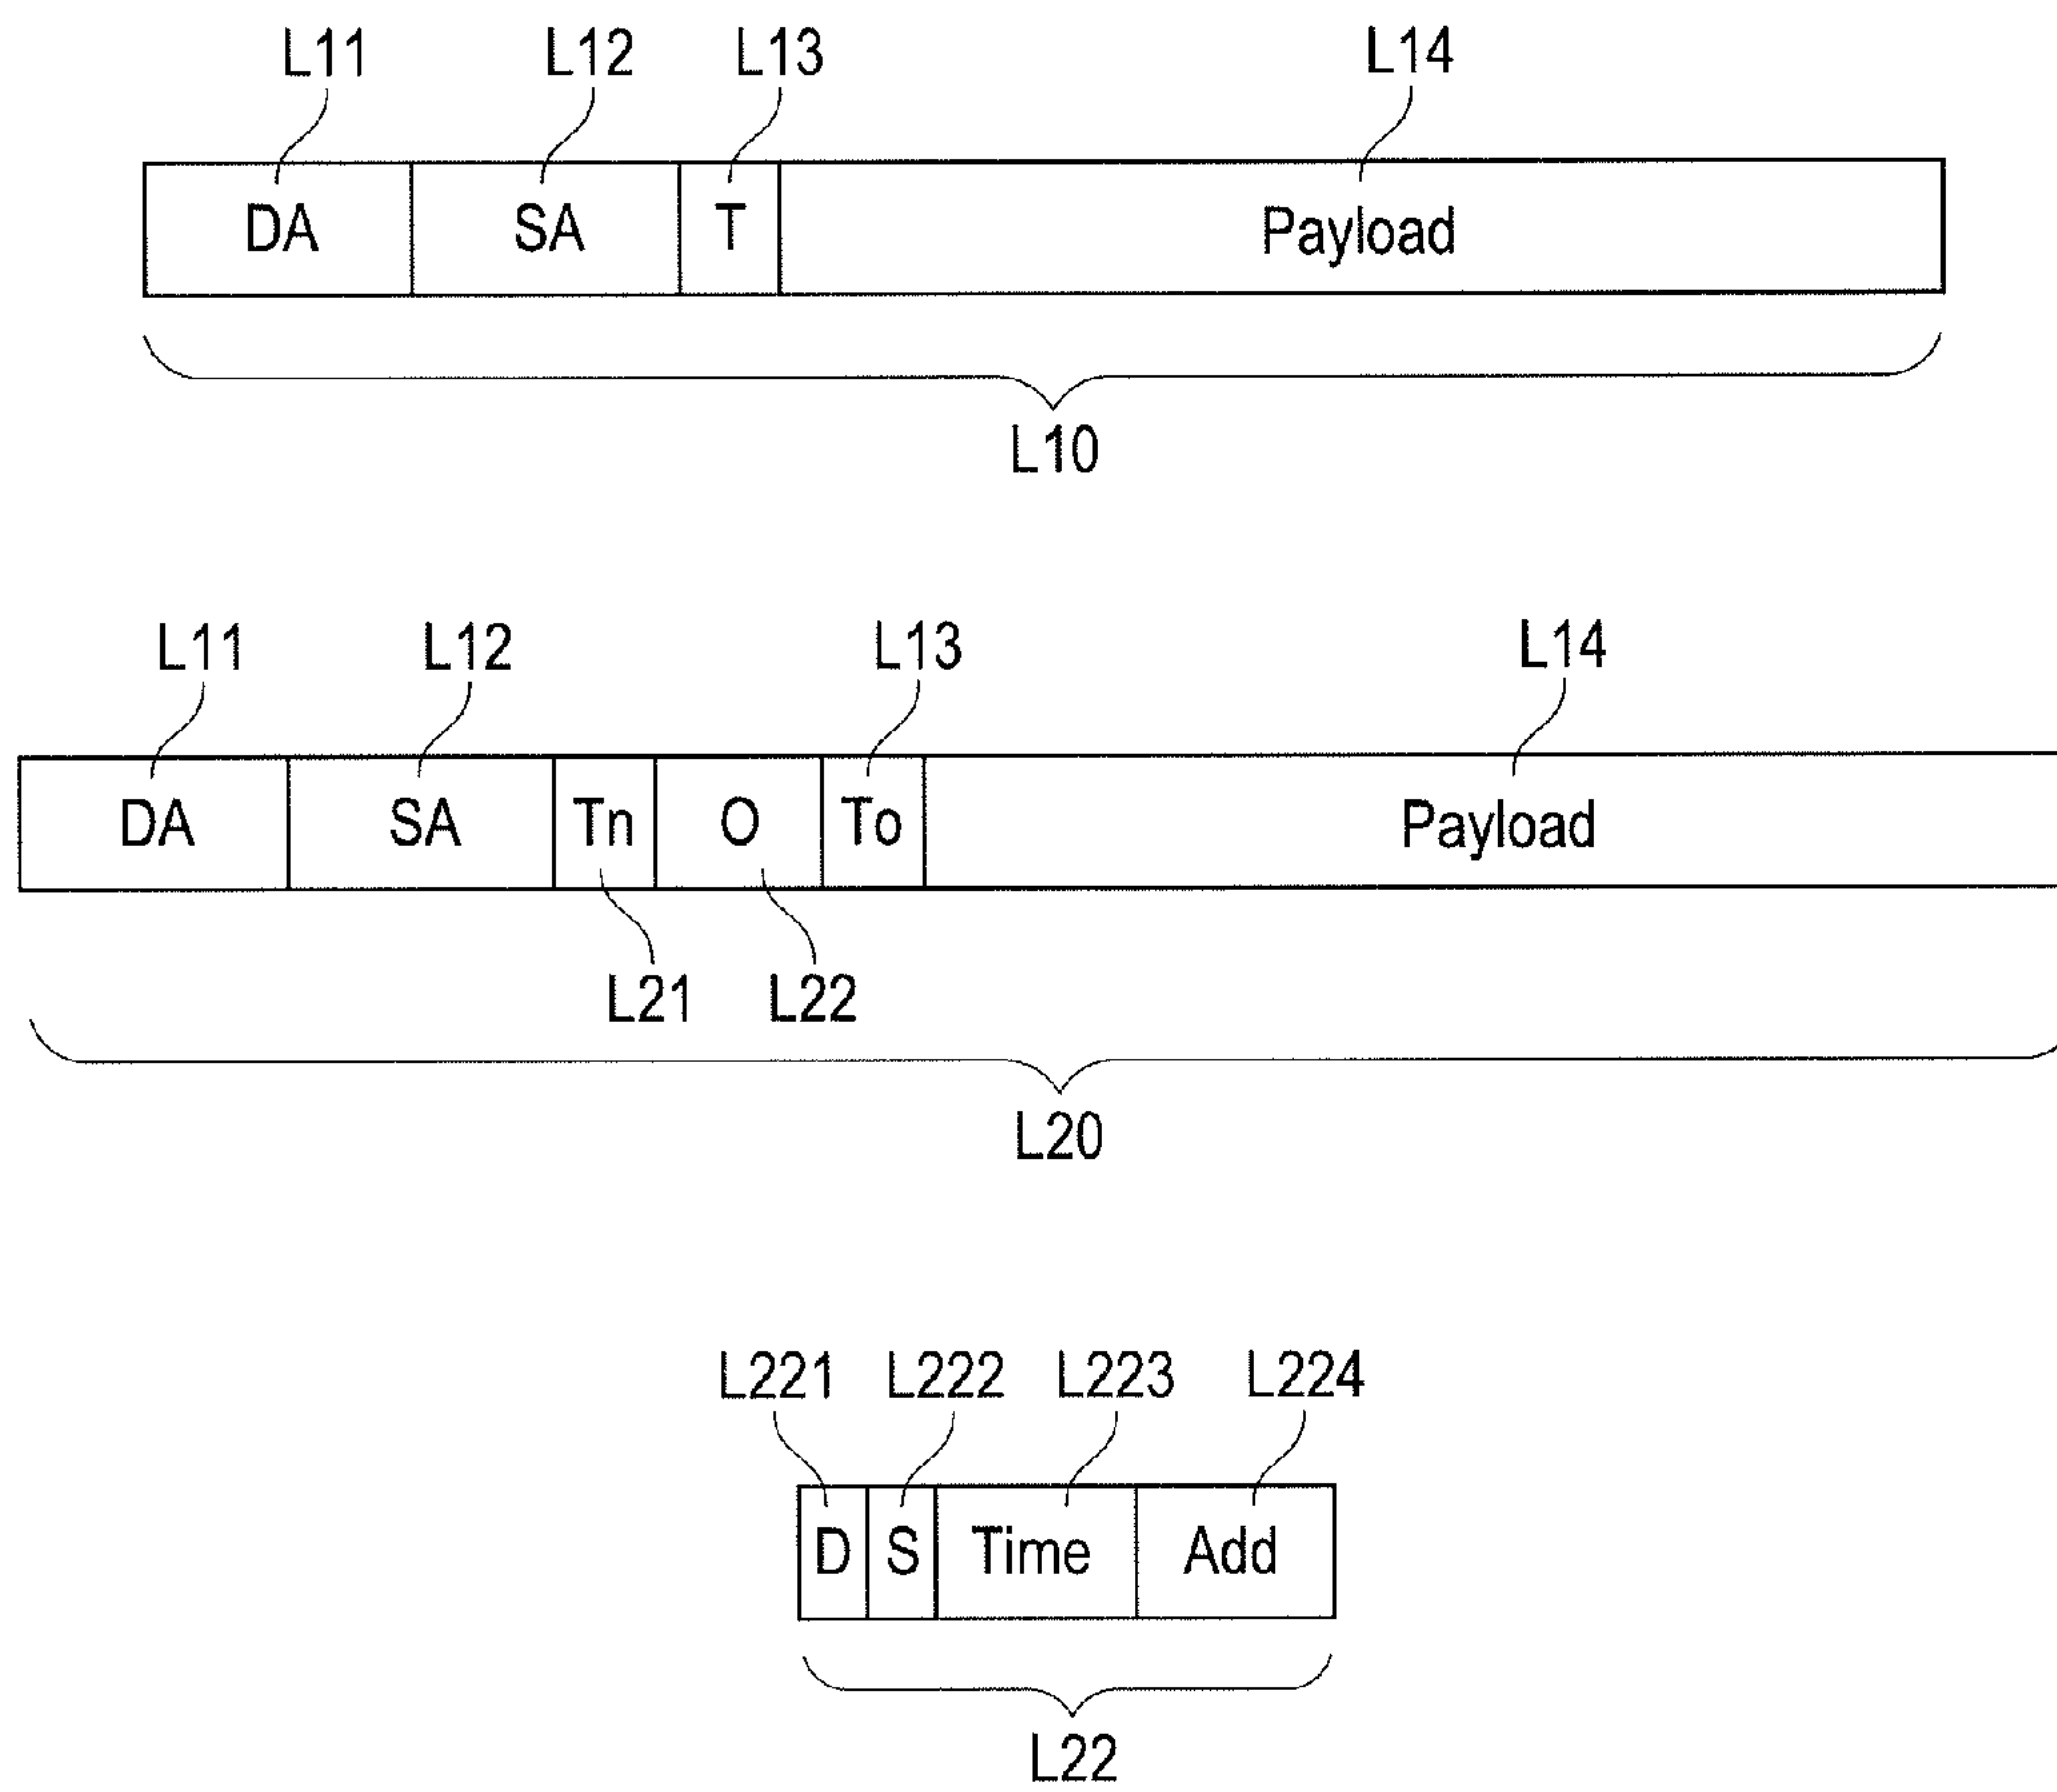 L11 L12 L13 L14
DA SA T Payload
L10
L11 L12 L13 L14
DA SA Tn O To Payload
L21 L22
L20
L221 L222 L223 L224
D S Time Add
L22